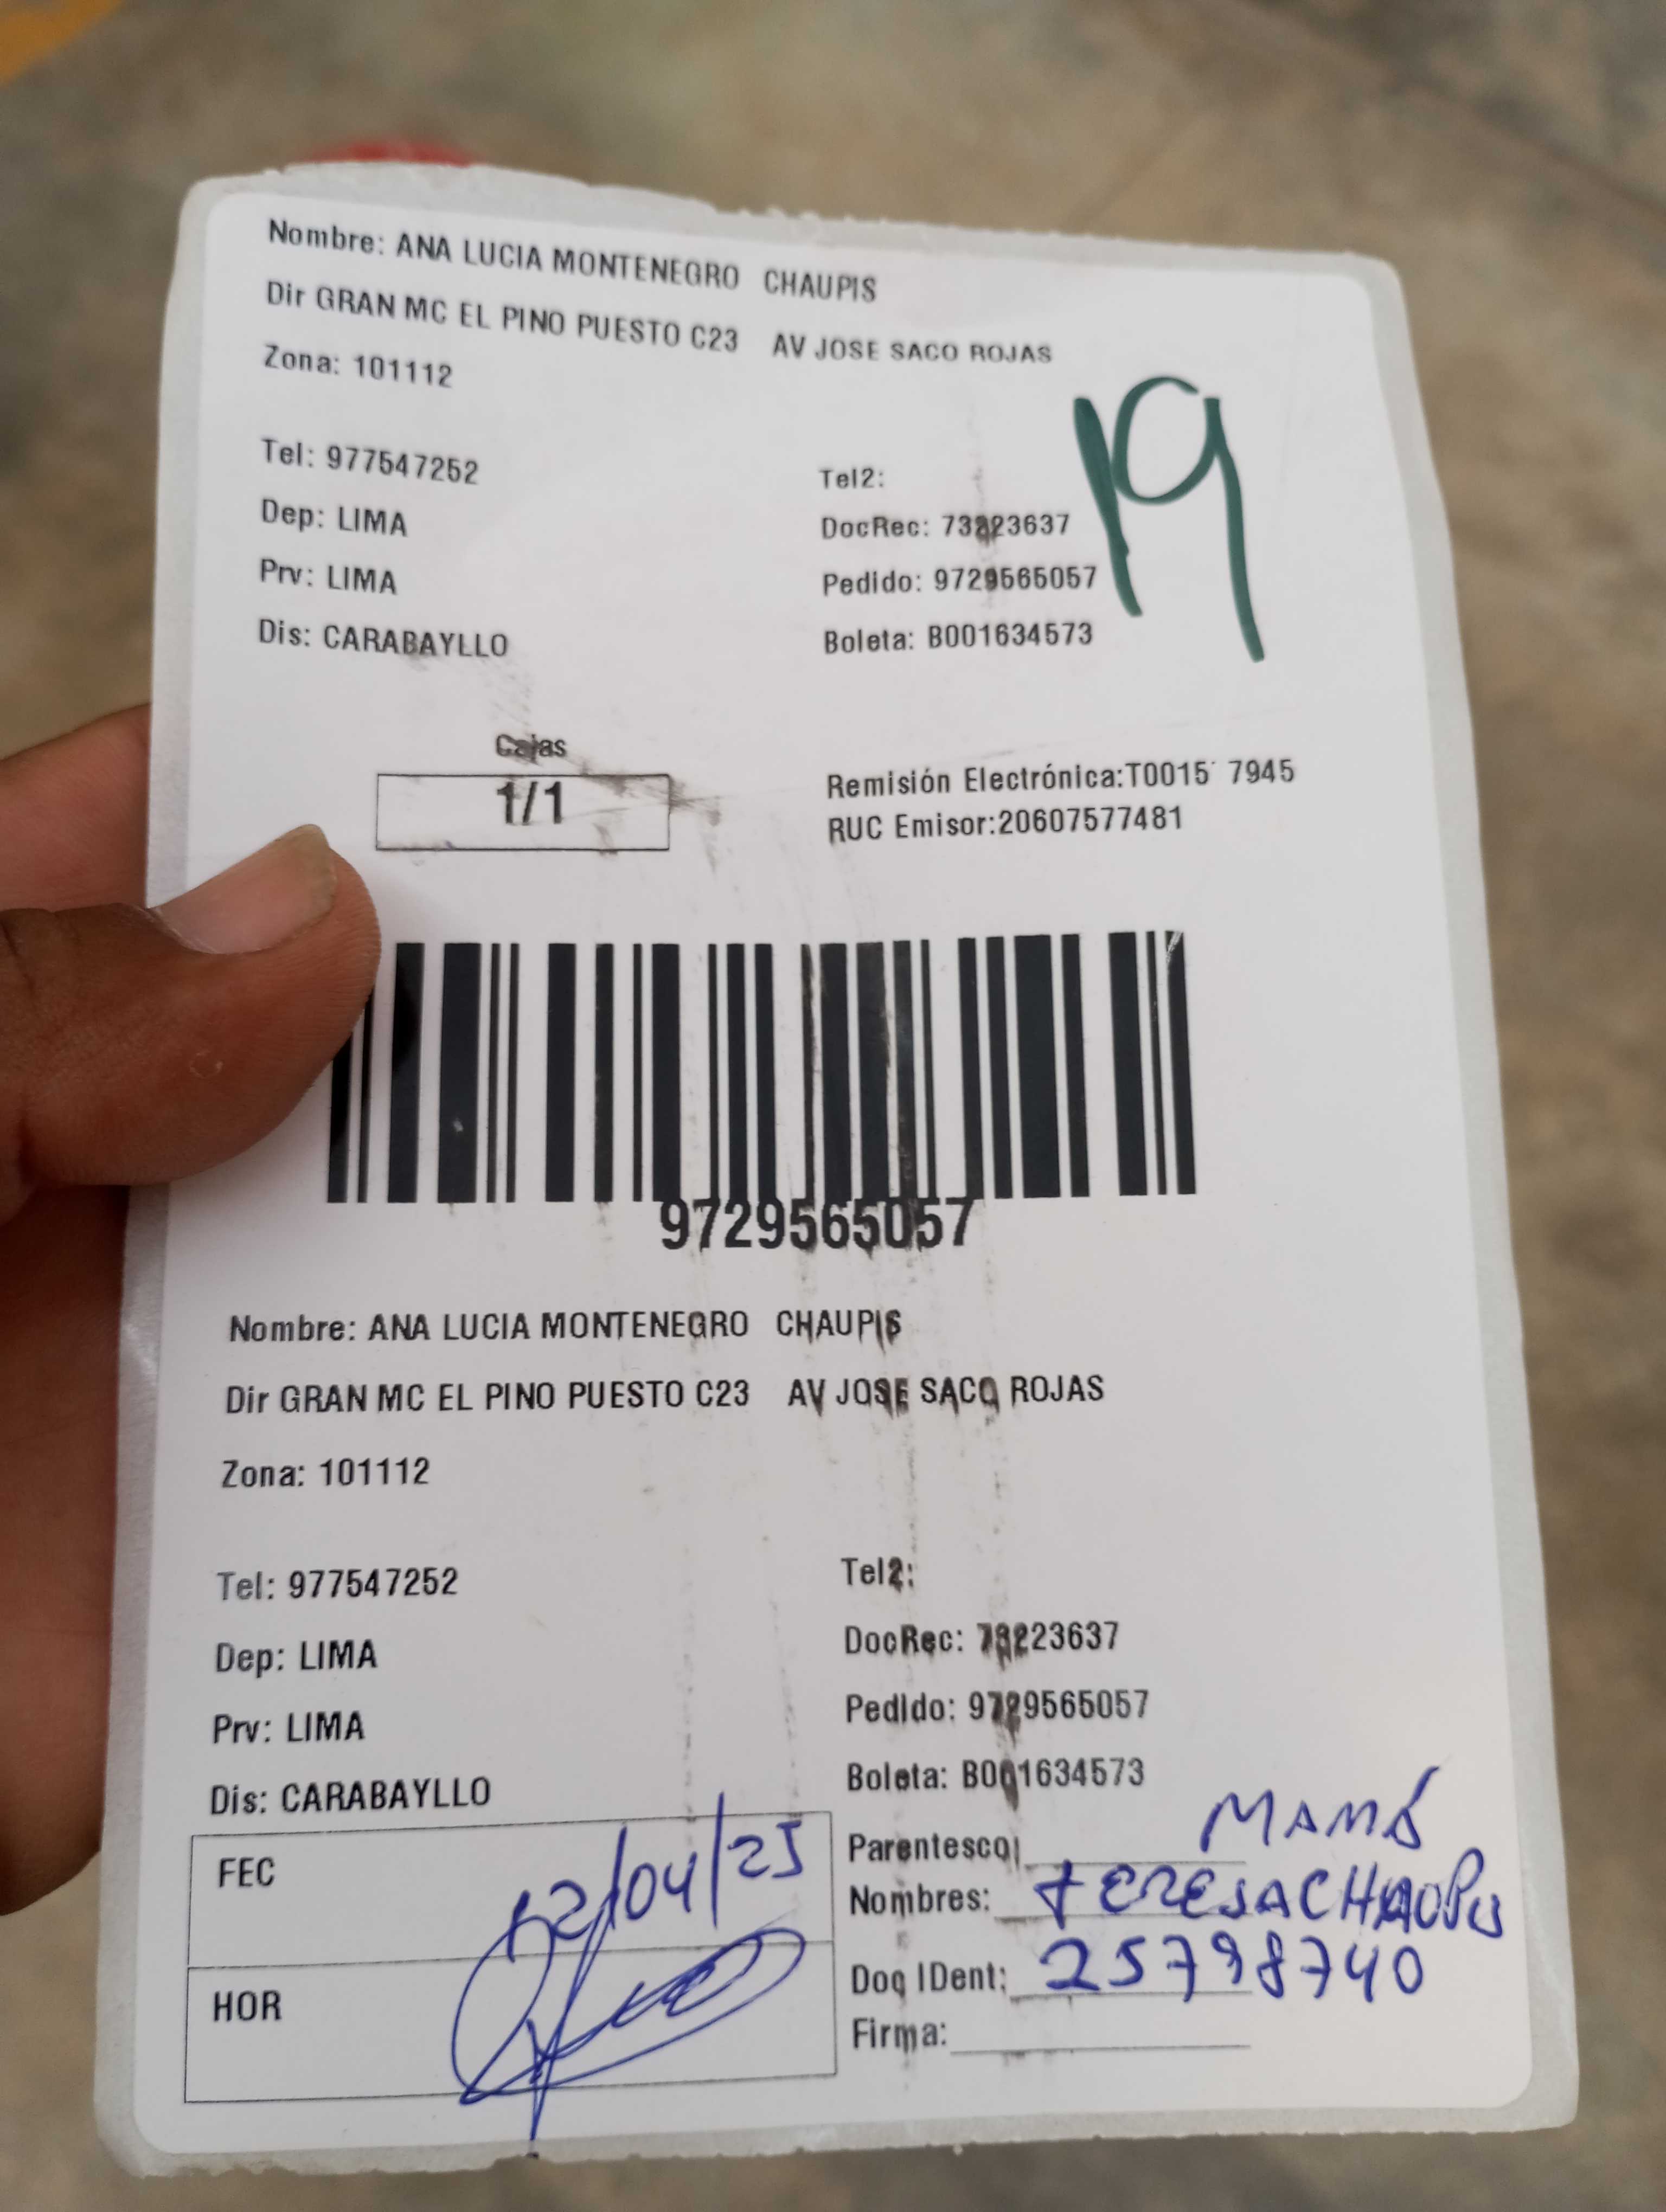 Nombre: ANA LUCIA MONTENEGRO CHAUPIS
Dir GRAN MC EL PINO PUESTO C23 AV JOSE SACO ROJAS
Zona: 101112
19
Tel: 977547252
Tel2:
Dep: LIMA
DocRec: 73223637
Prv: LIMA
Pedido: 9729565057
Dis: CARABAYLLO
Boleta: B001634573
Cajas
1/1
Remisión Electrónica:T0015 7945
RUC Emisor:20607577481
9729565057
Nombre: ANA LUCIA MONTENEGRO CHAUPIS
Dir GRAN MC EL PINO PUESTO C23 AV JOSE SACO ROJAS
Zona: 101112
Tel: 977547252
Tel2:
Dep: LIMA
DocRec: 73223637
Prv: LIMA
Pedido: 9729565057
Dis: CARABAYLLO
Boleta: B001634573
FEC 12/04/25
Parentesco: MAMÁ
Nombres: TERESA CHAUPIS
HOR
Doc IDent: 25798740
Firma: